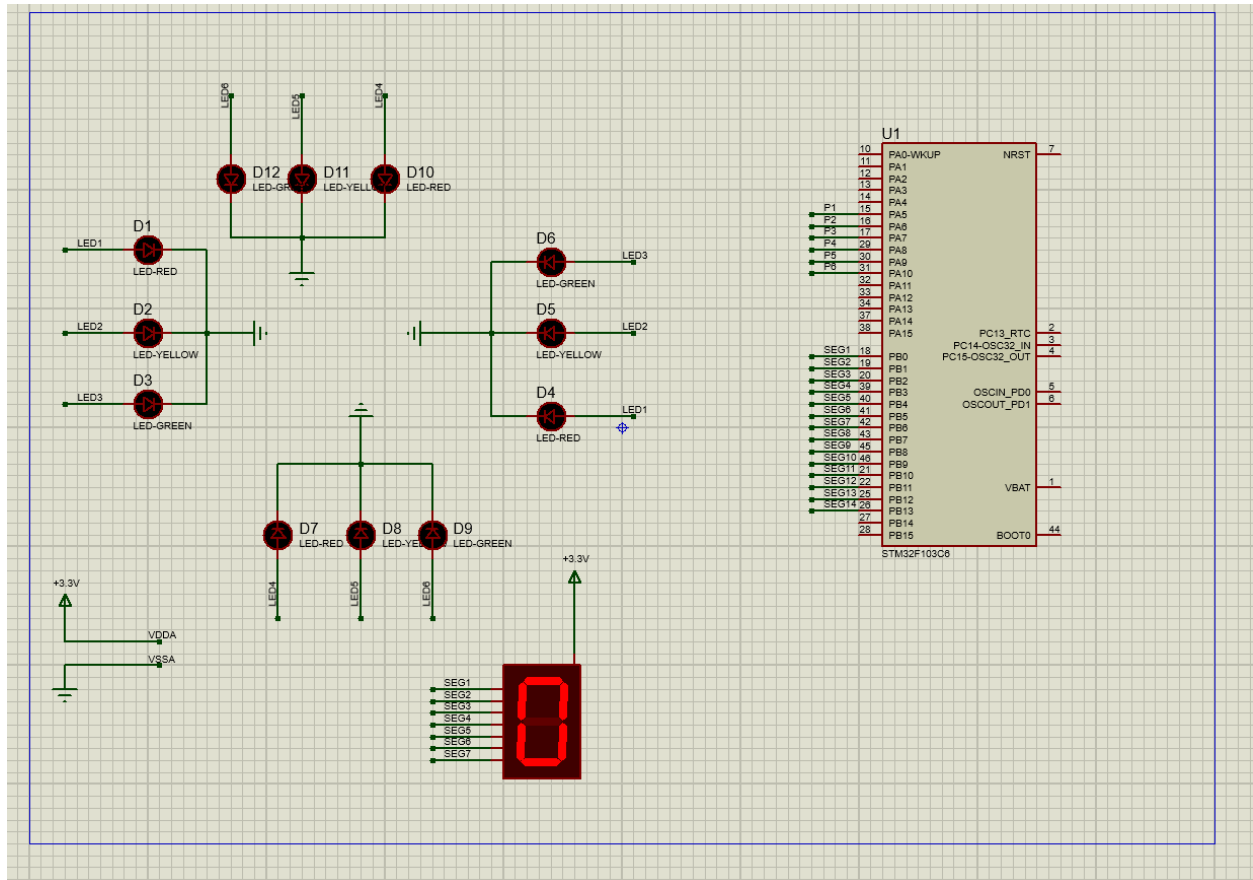 LED6
LED5
LED4
D12
LED-GR
D11
LED-YELL
D10
LED-RED
D1
LED1
LED-RED
D2
LED2
LED-YELLOW
D3
LED3
LED-GREEN
D6
LED3
LED-GREEN
D5
LED2
LED-YELLOW
D4
LED1
LED-RED
D7
LED-RED
D8
LED-YE
D9
LED-GREEN
LED4
LED5
LED6
+3.3V
VDDA
VSSA
+3.3V
SEG1
SEG2
SEG3
SEG4
SEG5
SEG6
SEG7
U1
10 PA0-WKUP NRST 7
11 PA1
12 PA2
13 PA3
14 PA4
P1 15 PA5
P2 16 PA6
P3 17 PA7
P4 29 PA8
P5 30 PA9
P6 31 PA10
32 PA11
33 PA12
34 PA13
37 PA14
38 PA15
PC13_RTC 2
PC14-OSC32_IN 3
SEG1 18 PB0 PC15-OSC32_OUT 4
SEG2 19 PB1
SEG3 20 PB2
SEG4 39 PB3 OSCIN_PD0 5
SEG5 40 PB4 OSCOUT_PD1 6
SEG6 41 PB5
SEG7 42 PB6
SEG8 43 PB7
SEG9 45 PB8
SEG10 46 PB9
SEG11 21 PB10
SEG12 22 PB11 VBAT 1
SEG13 25 PB12
SEG14 26 PB13
27 PB14
28 PB15 BOOT0 44
STM32F103C6